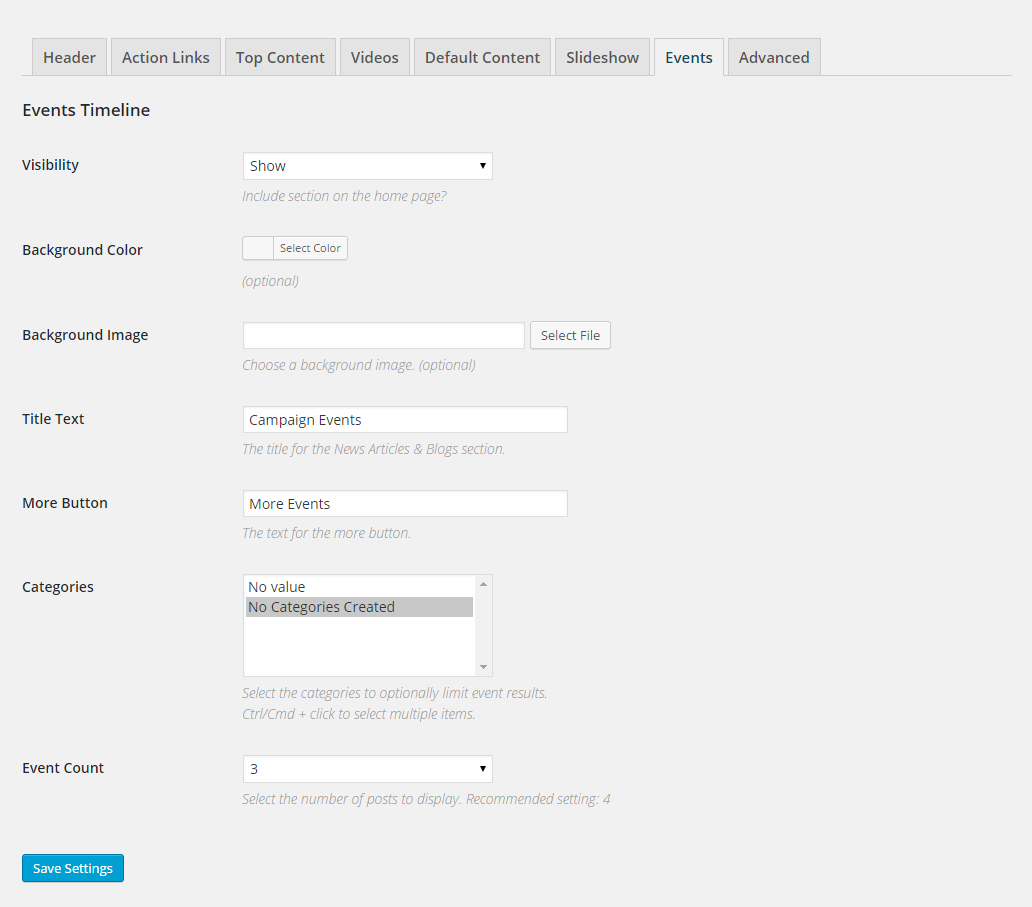 Header Action Links Top Content Videos Default Content Slideshow Events Advanced
Events Timeline
Visibility Show
Include section on the home page?
Background Color Select Color
(optional)
Background Image Select File
Choose a background image. (optional)
Title Text Campaign Events
The title for the News Articles & Blogs section.
More Button More Events
The text for the more button.
Categories No value
No Categories Created
Select the categories to optionally limit event results.
Ctrl/Cmd + click to select multiple items.
Event Count 3
Select the number of posts to display. Recommended setting: 4
Save Settings